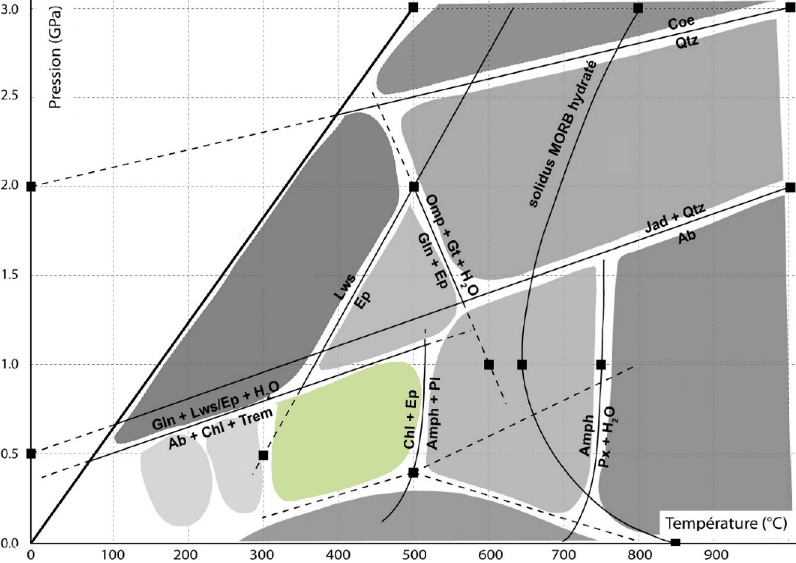 3.0
2.5
2.0
1.5
1.0
0.5
0.0
Pression (GPa)
Coe
Qtz
solidus MORB hydraté
Jad + Qtz
Ab
Omp + Gt + H2O
Gln + Ep
Lws
Ep
Gln + Lws/Ep + H2O
Ab + Chl + Trem
Chl + Ep
Amph + Pl
Amph
Px + H2O
Température (°C)
0 100 200 300 400 500 600 700 800 900